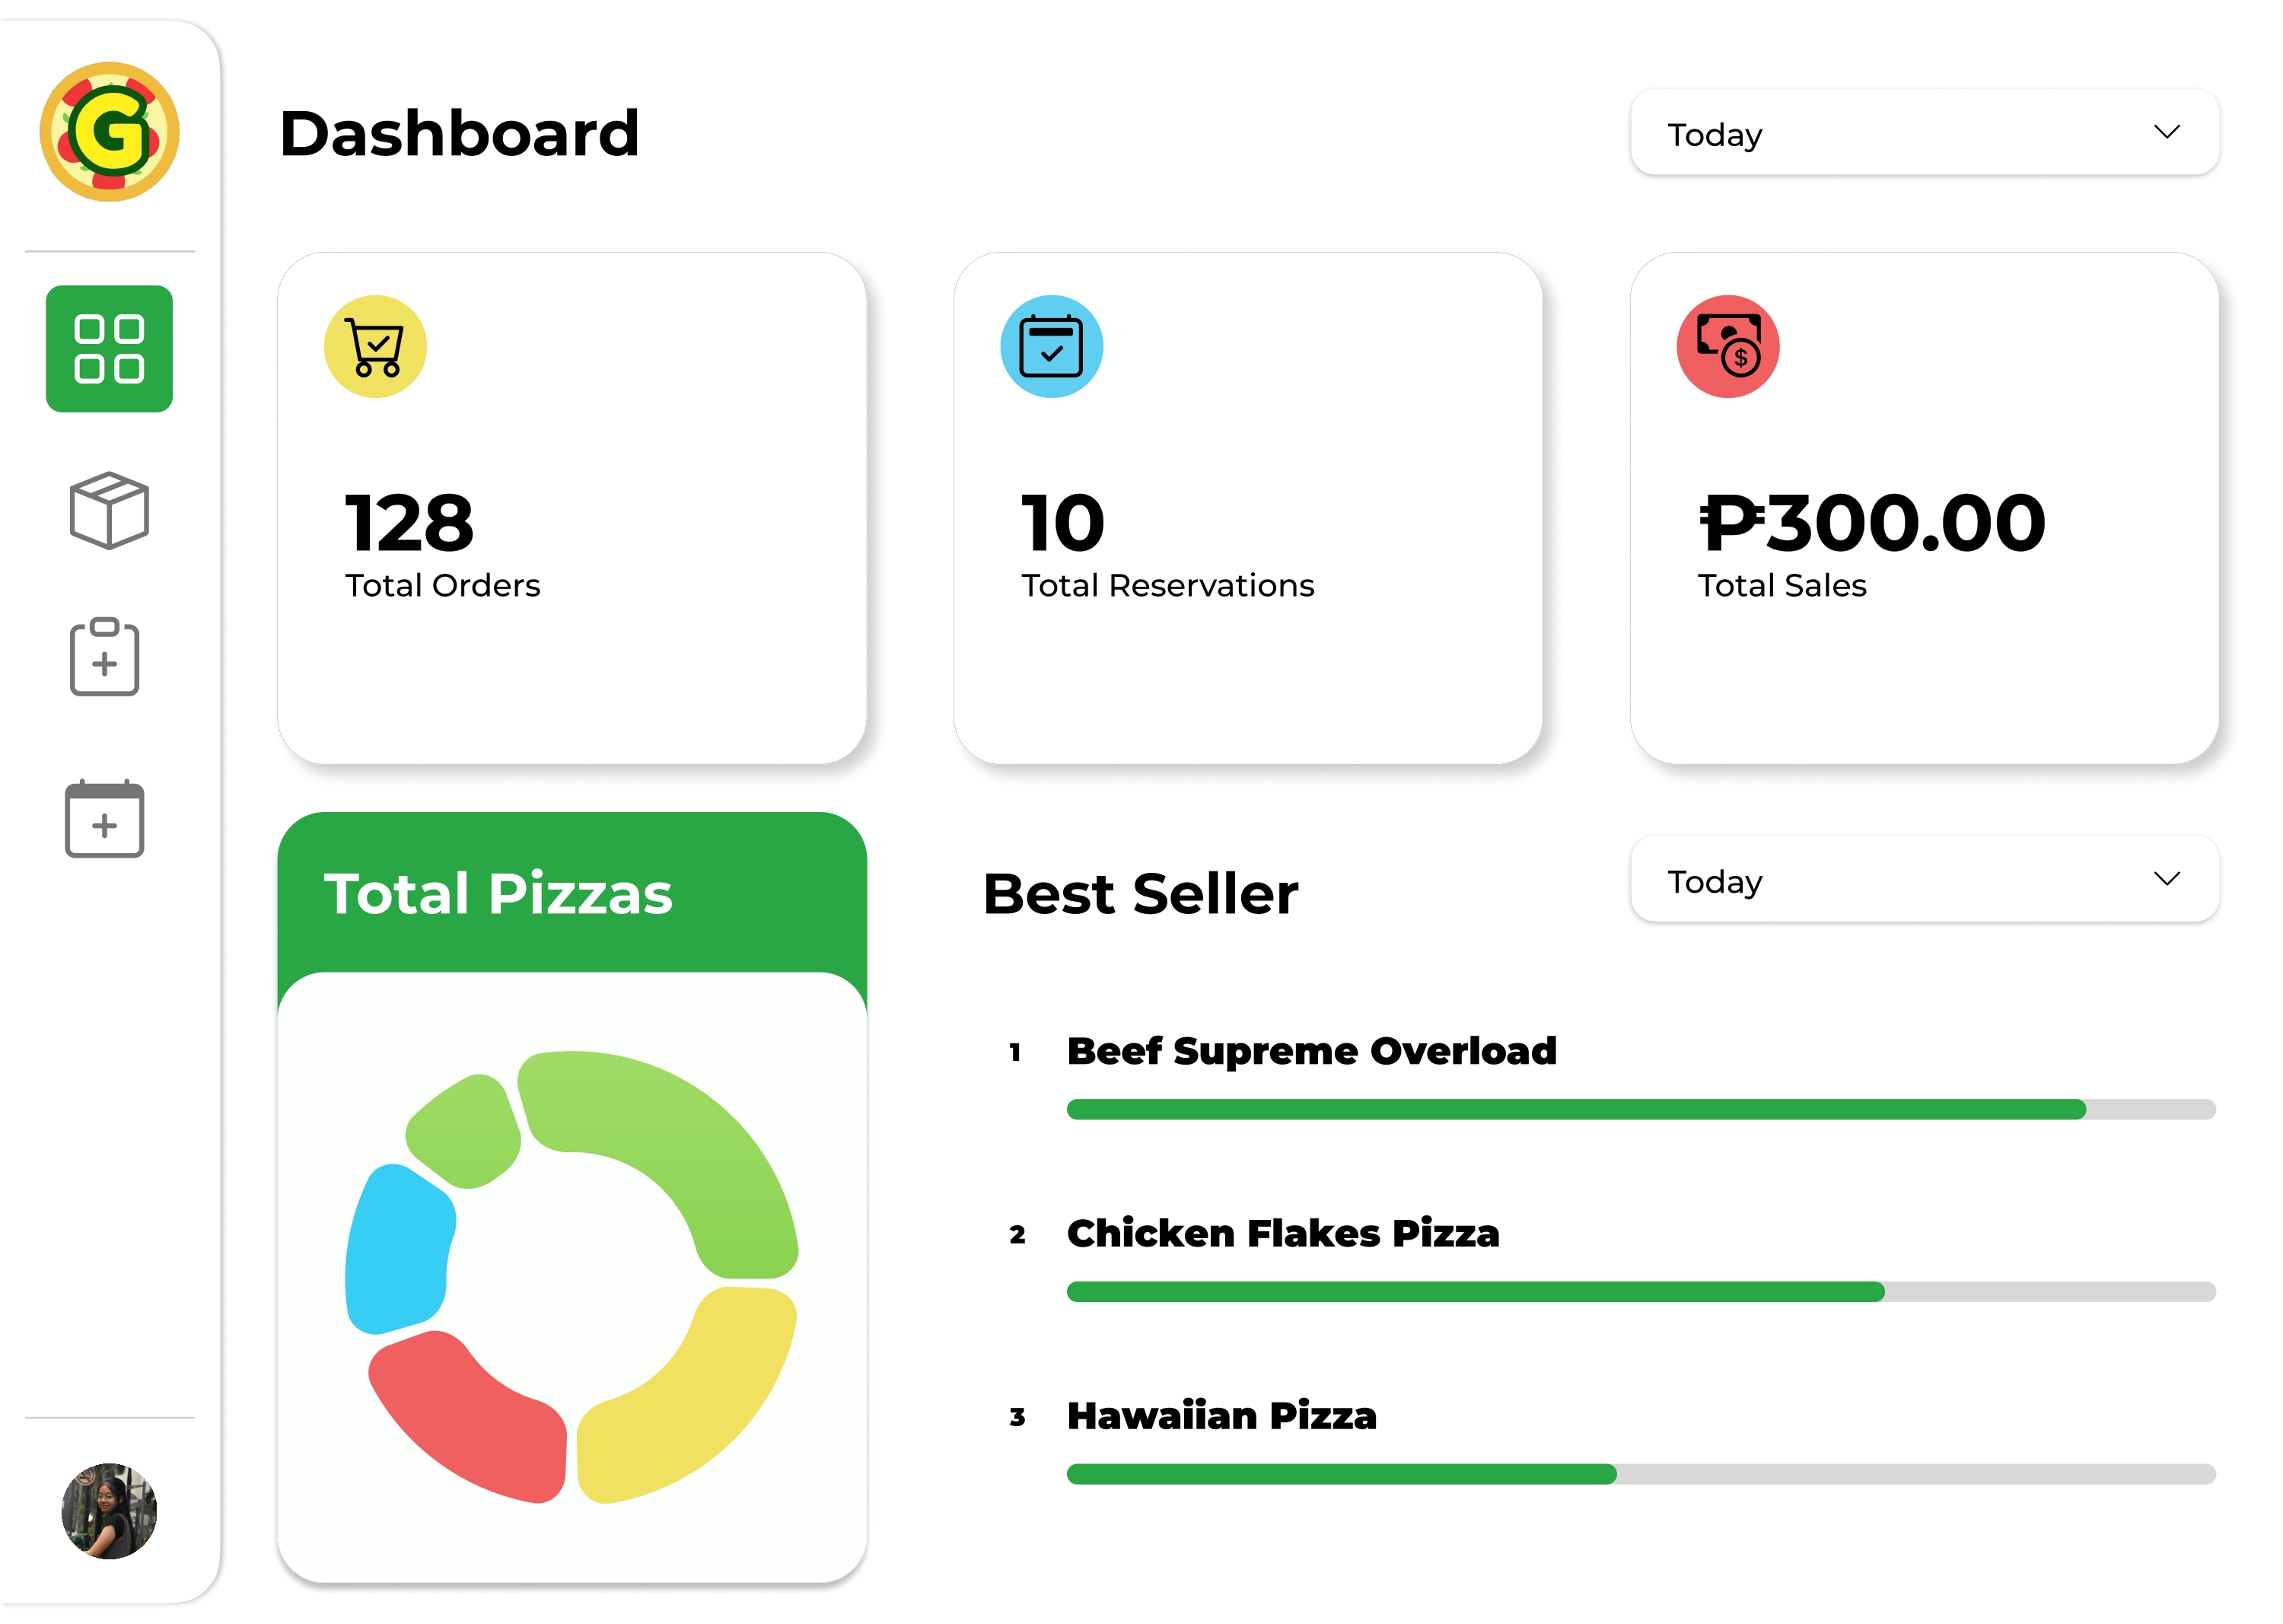 G
Dashboard
Today
128
Total Orders
10
Total Reservations
$
₱300.00
Total Sales
Total Pizzas
Best Seller
Today
1 Beef Supreme Overload
2 Chicken Flakes Pizza
3 Hawaiian Pizza